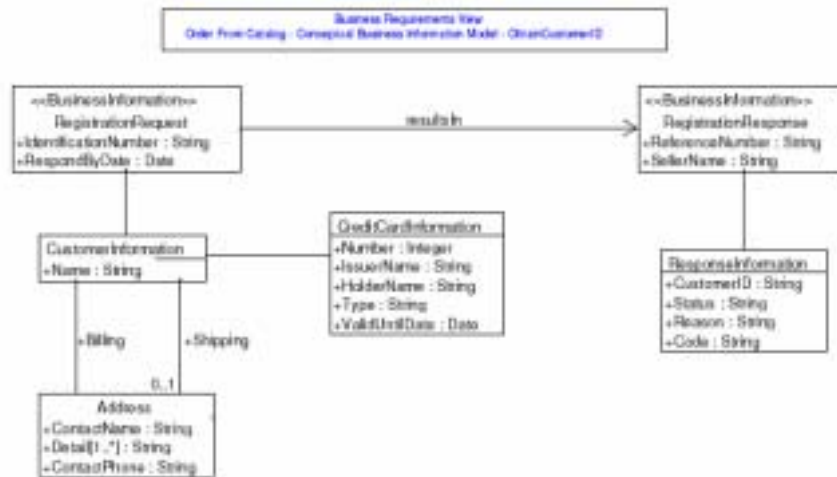 Business Requirements View
Order From Catalog - Conceptual Business Information Model - ObtainCustomerID
<<BusinessInformation>>
RegistrationRequest
+IdentificationNumber : String
+RespondByDate : Date
resultsIn
<<BusinessInformation>>
RegistrationResponse
+ReferenceNumber : String
+SellerName : String
CustomerInformation
+Name : String
CreditCardInformation
+Number : Integer
+IssuerName : String
+HolderName : String
+Type : String
+ValidUntilDate : Date
ResponseInformation
+CustomerID : String
+Status : String
+Reason : String
+Code : String
+Billing
+Shipping
0..1
Address
+ContactName : String
+Detail[1..*] : String
+ContactPhone : String